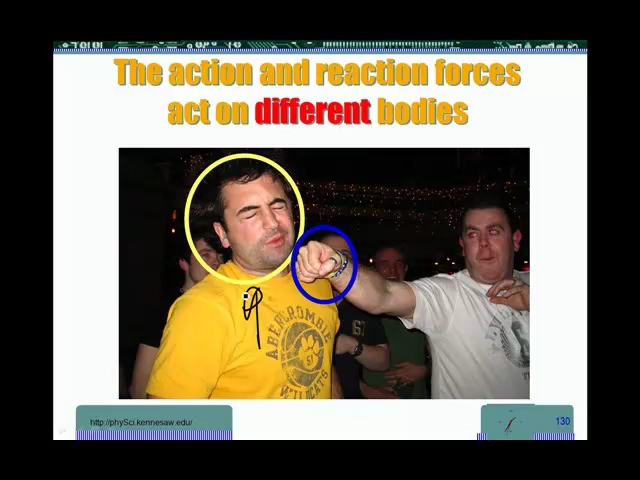 The action and reaction forces
act on different bodies
ABERCROMBIE
WILDCATS
http://phySci.kennesaw.edu/
130